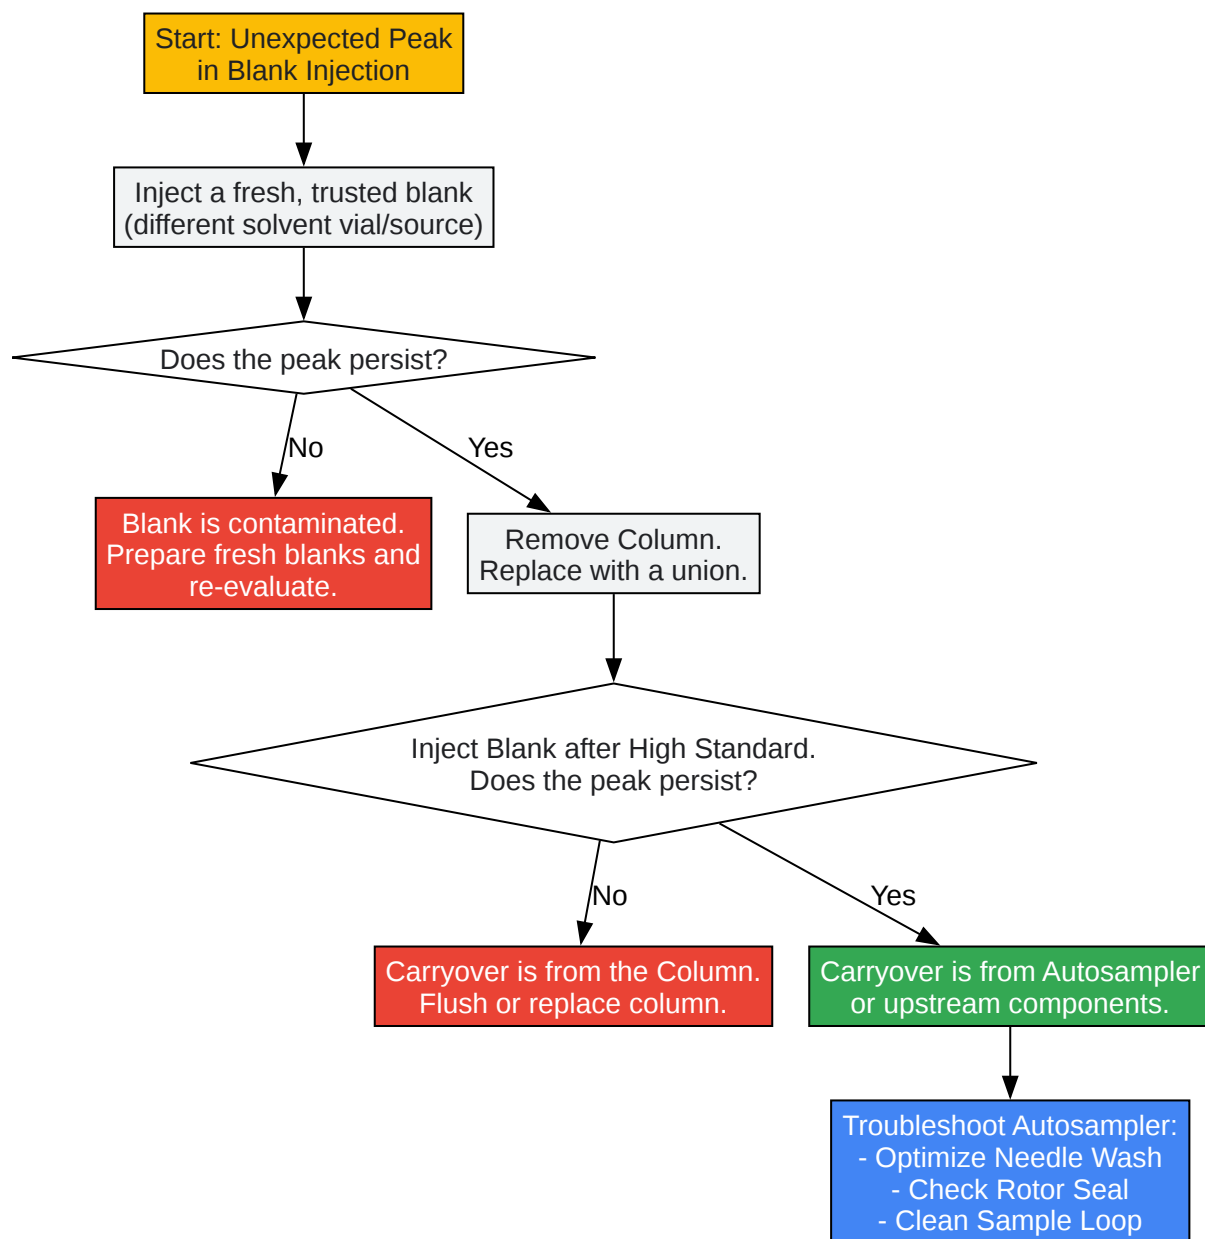 Start: Unexpected Peak
in Blank Injection
Inject a fresh, trusted blank
(different solvent vial/source)
Does the peak persist?
No
Yes
Blank is contaminated.
Prepare fresh blanks and
re-evaluate.
Remove Column.
Replace with a union.
Inject Blank after High Standard.
Does the peak persist?
No
Yes
Carryover is from the Column.
Flush or replace column.
Carryover is from Autosampler
or upstream components.
Troubleshoot Autosampler:
- Optimize Needle Wash
- Check Rotor Seal
- Clean Sample Loop